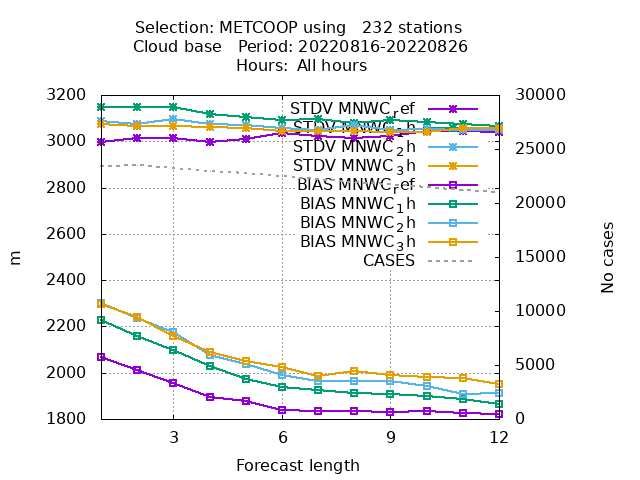 Selection: METCOOP using 232 stations
Cloud base Period: 20220816-20220826
Hours: All hours
3200
3000
2800
2600
2400
2200
2000
1800
m
30000
25000
20000
15000
10000
5000
0
No cases
STDV MNWC_ref
STDV MNWC_1h
STDV MNWC_2h
STDV MNWC_3h
BIAS MNWC_ref
BIAS MNWC_1h
BIAS MNWC_2h
BIAS MNWC_3h
CASES
3 6 9 12
Forecast length